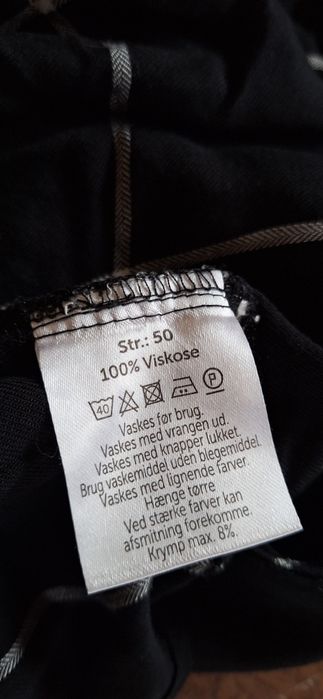 Str.: 50
100% Viskose
40 P
Vaskes før brug.
Vaskes med vrangen ud.
Vaskes med knapper lukket.
Brug vaskemiddel uden blegemiddel.
Vaskes med lignende farver.
Hænge tørre
Ved stærke farver kan
afsmitning forekomme.
Krymp max. 8%.